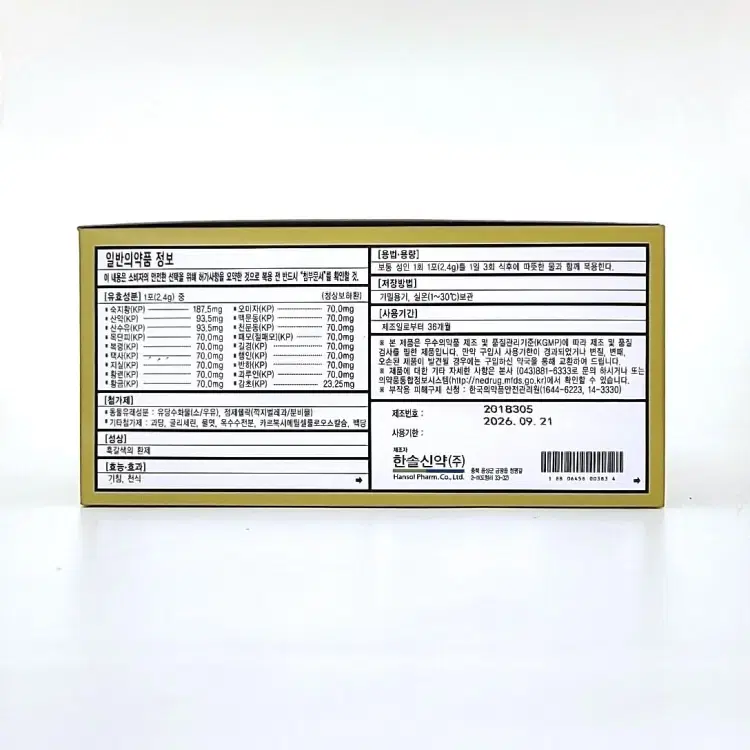 일반의약품 정보
이 내용은 소비자의 안전한 선택을 위해 허가사항을 요약한 것으로 복용 전 반드시 "첨부문서"를 확인할 것.
[유효성분] 1포(2.4g) 중 (청상보하환)
*숙지황(KP) 187.5mg *오미자(KP) 70.0mg
*산약(KP) 93.5mg *맥문동(KP) 70.0mg
*산수유(KP) 93.5mg *천문동(KP) 70.0mg
*목단피(KP) 70.0mg *패모(절패모)(KP) 70.0mg
*복령(KP) 70.0mg *길경(KP) 70.0mg
*택사(KP) 70.0mg *행인(KP) 70.0mg
*지실(KP) 70.0mg *반하(KP) 70.0mg
*황련(KP) 70.0mg *과루인(KP) 70.0mg
*황금(KP) 70.0mg *감초(KP) 23.25mg
[첨가제]
*동물유래성분 : 유당수화물(소/우유), 정제쉘락(깍지벌레과/분비물)
*기타첨가제 : 과당, 글리세린, 물엿, 옥수수전분, 카르복시메틸셀룰로오스칼슘, 백당
[성상]
흑갈색의 환제
[효능·효과]
기침, 천식
[용법·용량]
보통 성인 1회 1포(2.4g)를 1일 3회 식후에 따뜻한 물과 함께 복용한다.
[저장방법]
기밀용기, 실온(1~30℃)보관
[사용기간]
제조일로부터 36개월
※ 본 제품은 우수의약품 제조 및 품질관리기준(KGMP)에 따라 제조 및 품질
검사를 필한 제품입니다. 만약 구입시 사용기한이 경과되었거나 변질, 변패,
오손된 제품이 발견될 경우에는 구입하신 약국을 통해 교환하여 드립니다.
※ 제품에 대한 기타 자세한 사항은 본사 (043)881-6333로 문의 하시거나 또는
의약품통합정보시스템(http://nedrug.mfds.go.kr)에서 확인할 수 있습니다.
※ 부작용 피해구제 신청 : 한국의약품안전관리원(1644-6223, 14-3330)
제조번호 : 2018305
2026. 09. 21
사용기한 :
제조자
한솔신약(주)
Hansol Pharm. Co., Ltd.
충북 음성군 금왕읍
1 88 06456 00383 4